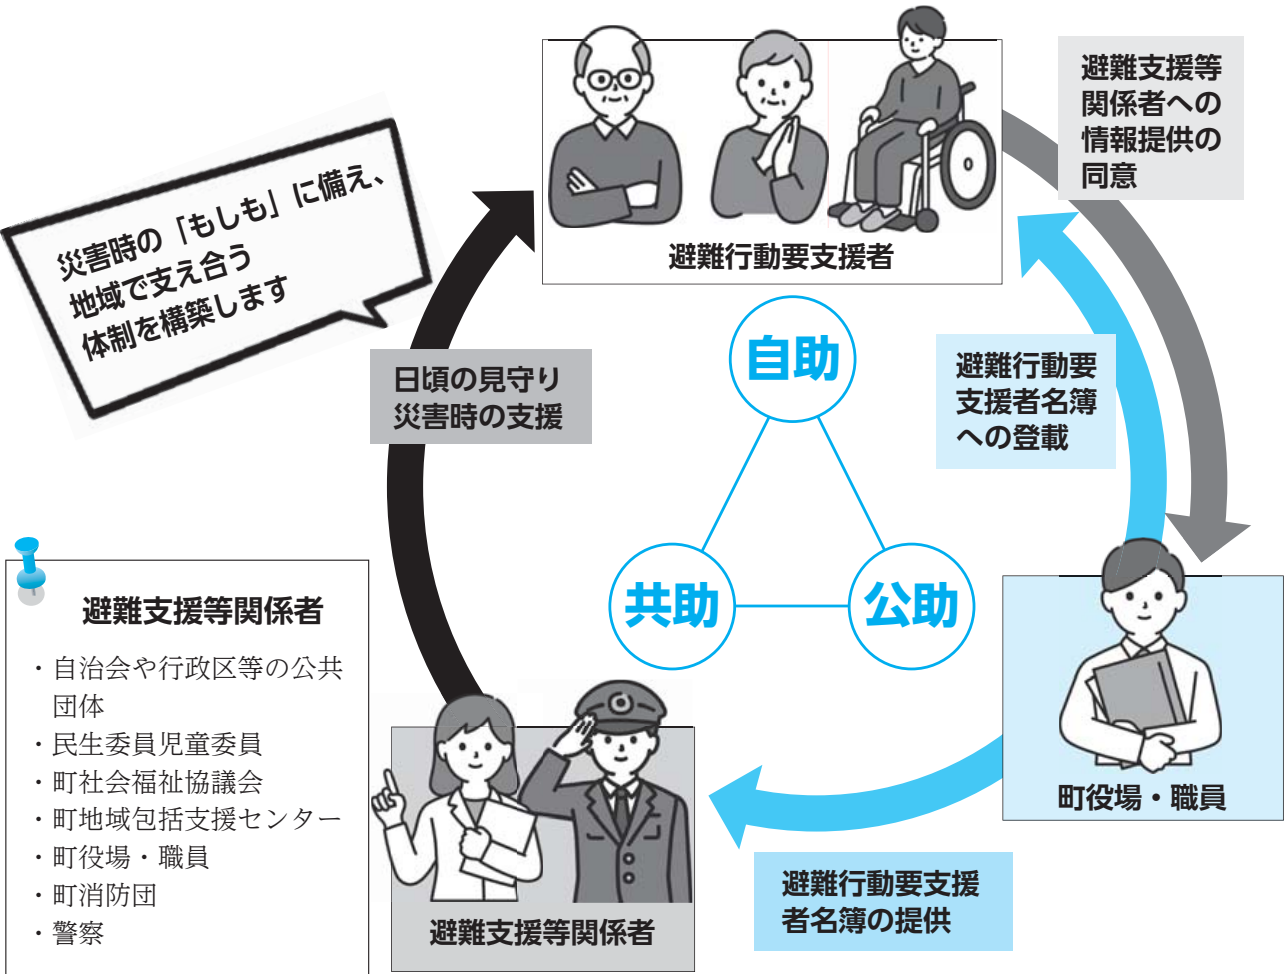 災害時の「もしも」に備え、
地域で支え合う
体制を構築します
避難支援等
関係者への
情報提供の
同意
避難行動要支援者
自助
日頃の見守り
災害時の支援
避難行動要
支援者名簿
への登載
共助
公助
避難支援等関係者
・自治会や行政区等の公共
団体
・民生委員児童委員
・町社会福祉協議会
・町地域包括支援センター
・町役場・職員
・町消防団
・警察
町役場・職員
避難行動要支援
者名簿の提供
避難支援等関係者